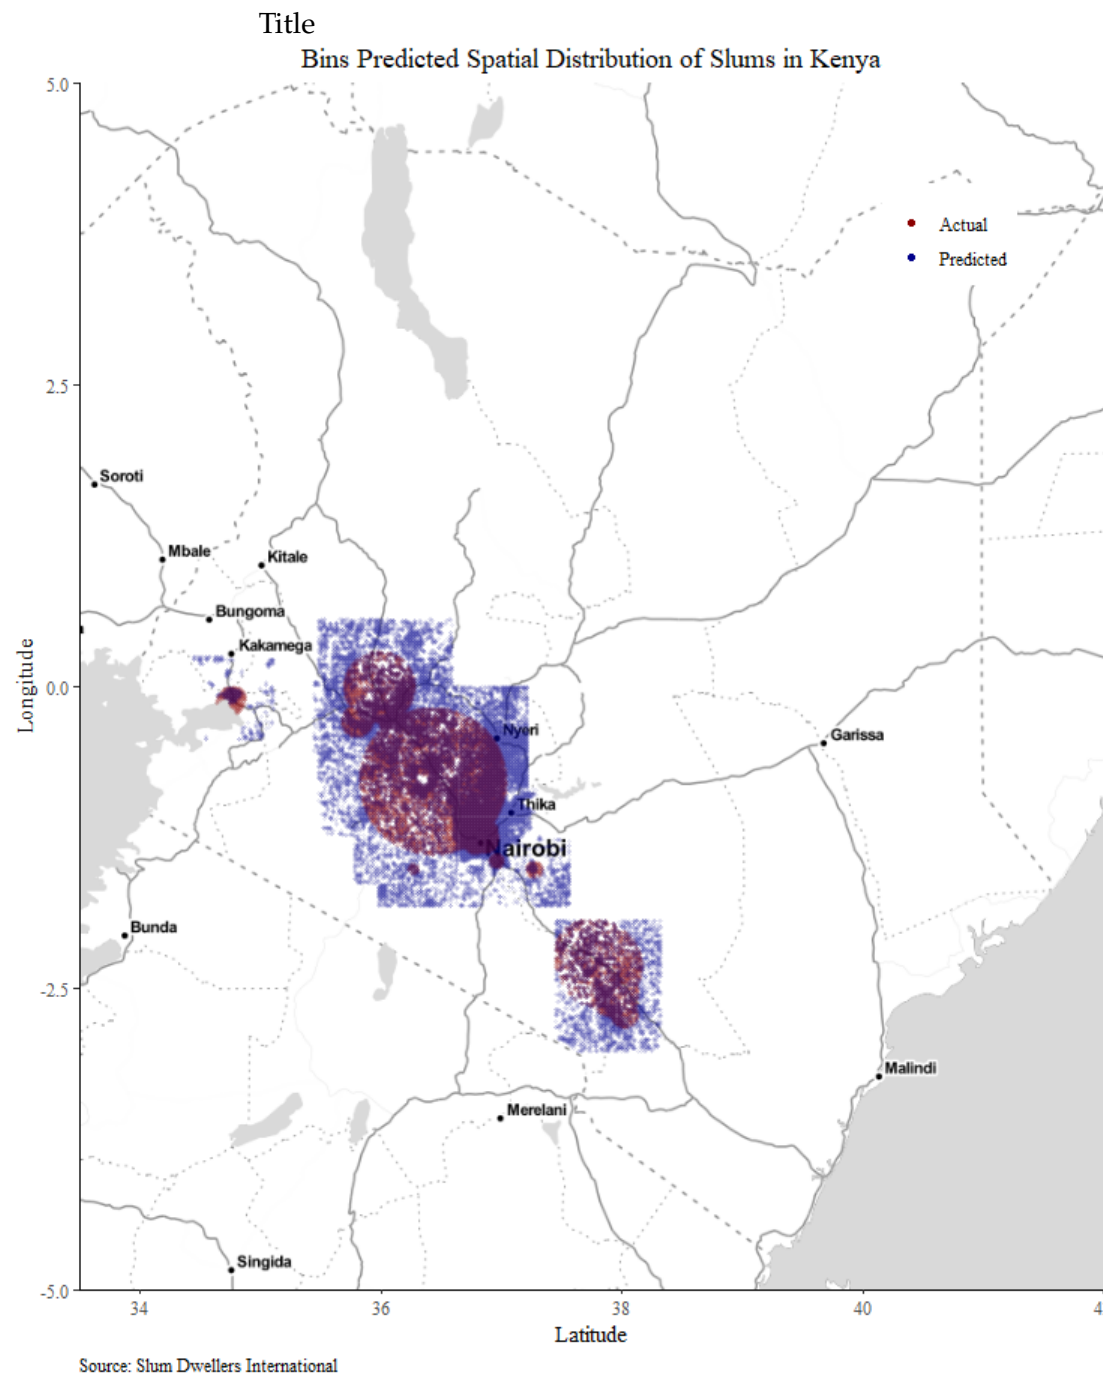 Title
Bins Predicted Spatial Distribution of Slums in Kenya
5.0
Actual
Predicted
2.5
Soroti
Mbale
Kitale
Bungoma
Kakamega
Longitude
0.0
Nyeri
Garissa
Thika
Nairobi
Bunda
-2.5
Malindi
Merelani
Singida
-5.0
34
36
38
40
Latitude
Source: Slum Dwellers International